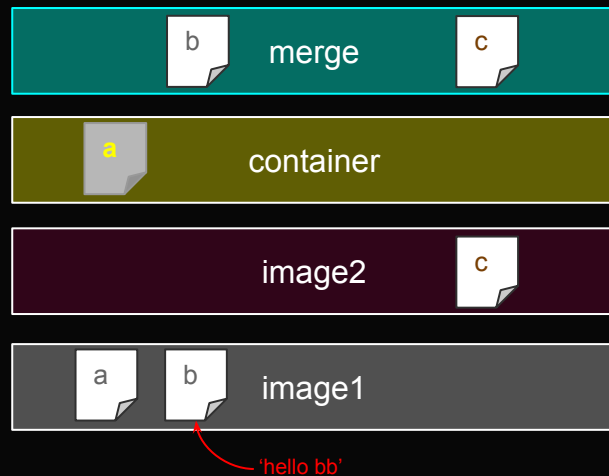 b merge c
a container
image2 c
a b image1
'hello bb'